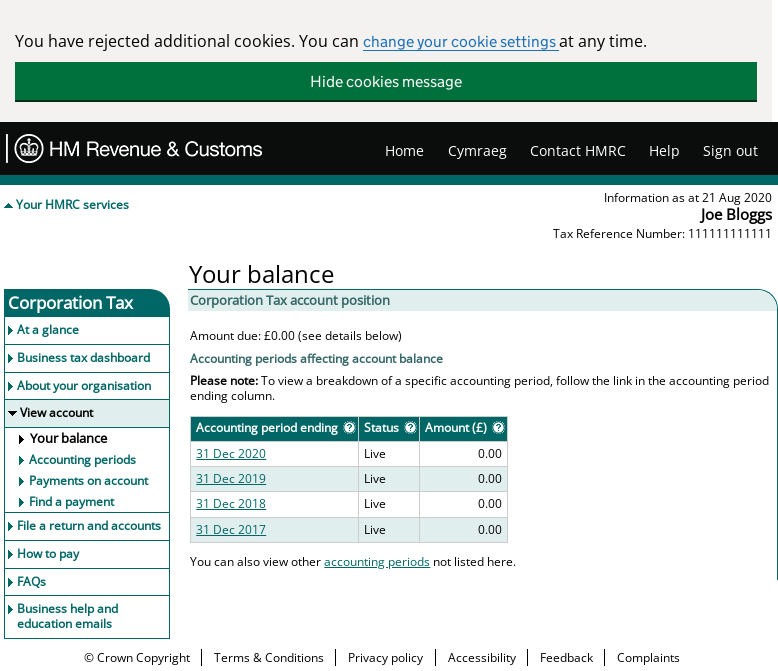 You have rejected additional cookies. You can change your cookie settings at any time.
Hide cookies message
HM Revenue & Customs
Home Cymraeg Contact HMRC Help Sign out
Your HMRC services
Information as at 21 Aug 2020
Joe Bloggs
Tax Reference Number: 111111111111
Your balance
Corporation Tax
At a glance
Business tax dashboard
About your organisation
View account
Your balance
Accounting periods
Payments on account
Find a payment
File a return and accounts
How to pay
FAQs
Business help and
education emails
Corporation Tax account position
Amount due: £0.00 (see details below)
Accounting periods affecting account balance
Please note: To view a breakdown of a specific accounting period, follow the link in the accounting period
ending column.
Accounting period ending ? Status ? Amount (£) ?
31 Dec 2020 Live 0.00
31 Dec 2019 Live 0.00
31 Dec 2018 Live 0.00
31 Dec 2017 Live 0.00
You can also view other accounting periods not listed here.
© Crown Copyright Terms & Conditions Privacy policy Accessibility Feedback Complaints